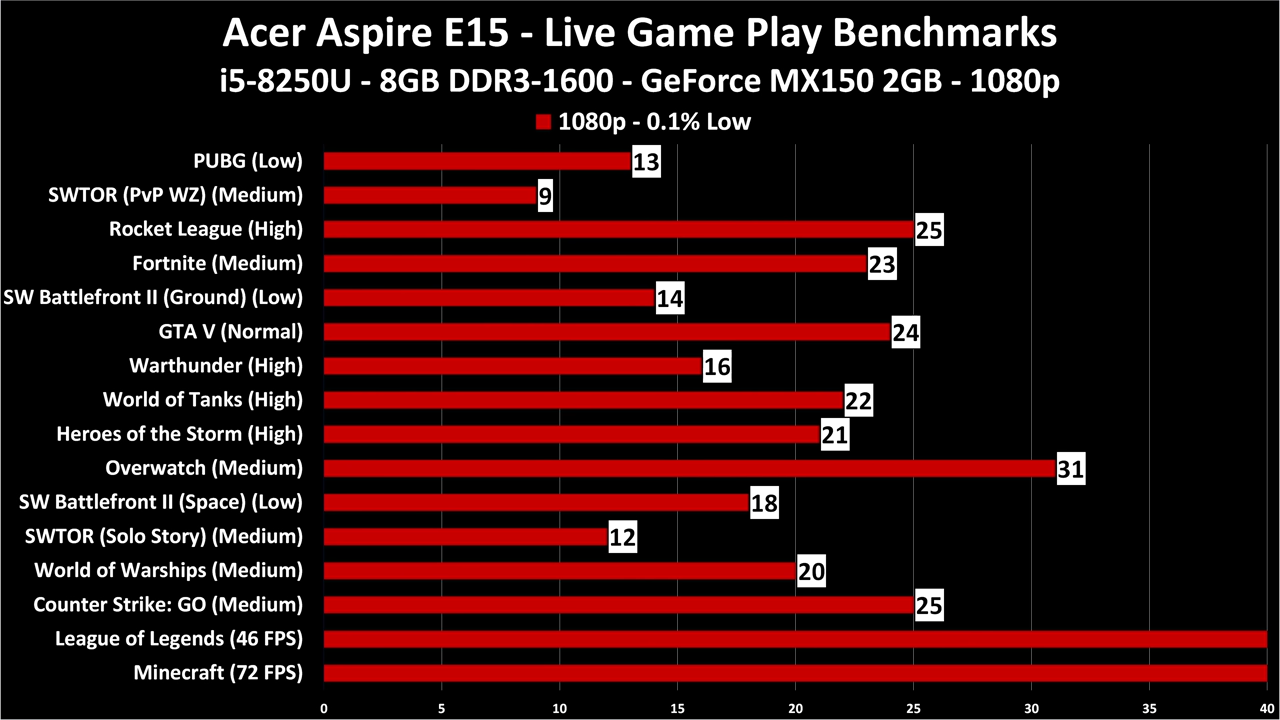 Acer Aspire E15 - Live Game Play Benchmarks
i5-8250U - 8GB DDR3-1600 - GeForce MX150 2GB - 1080p
1080p - 0.1% Low
PUBG (Low) 13
SWTOR (PvP WZ) (Medium) 9
Rocket League (High) 25
Fortnite (Medium) 23
SW Battlefront II (Ground) (Low) 14
GTA V (Normal) 24
Warthunder (High) 16
World of Tanks (High) 22
Heroes of the Storm (High) 21
Overwatch (Medium) 31
SW Battlefront II (Space) (Low) 18
SWTOR (Solo Story) (Medium) 12
World of Warships (Medium) 20
Counter Strike: GO (Medium) 25
League of Legends (46 FPS)
Minecraft (72 FPS)
0 5 10 15 20 25 30 35 40